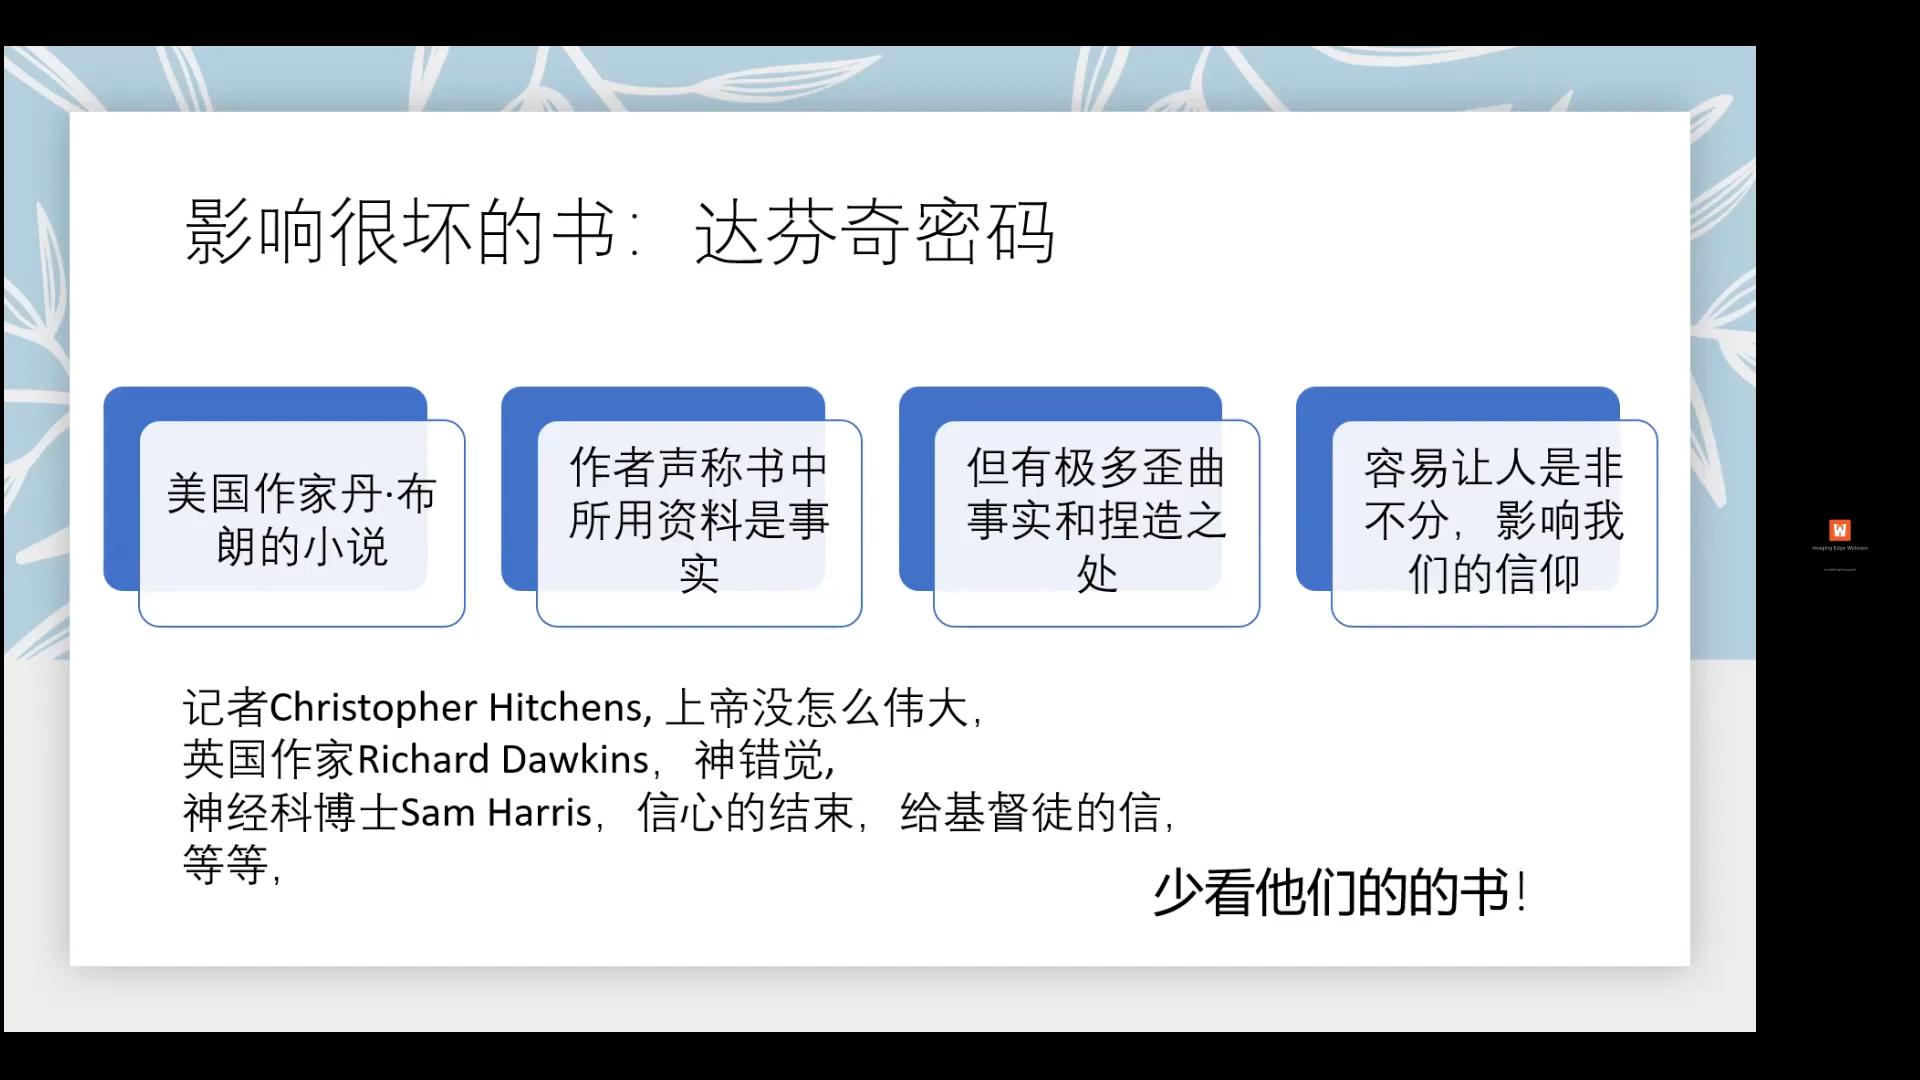 影响很坏的书：达芬奇密码
美国作家丹·布
朗的小说
作者声称书中
所用资料是事
实
但有极多歪曲
事实和捏造之
处
容易让人是非
不分，影响我
们的信仰
记者Christopher Hitchens, 上帝没怎么伟大，
英国作家Richard Dawkins，神错觉,
神经科博士Sam Harris，信心的结束，给基督徒的信，
等等，
少看他们的的书！
W
Imaging Edge Webcam